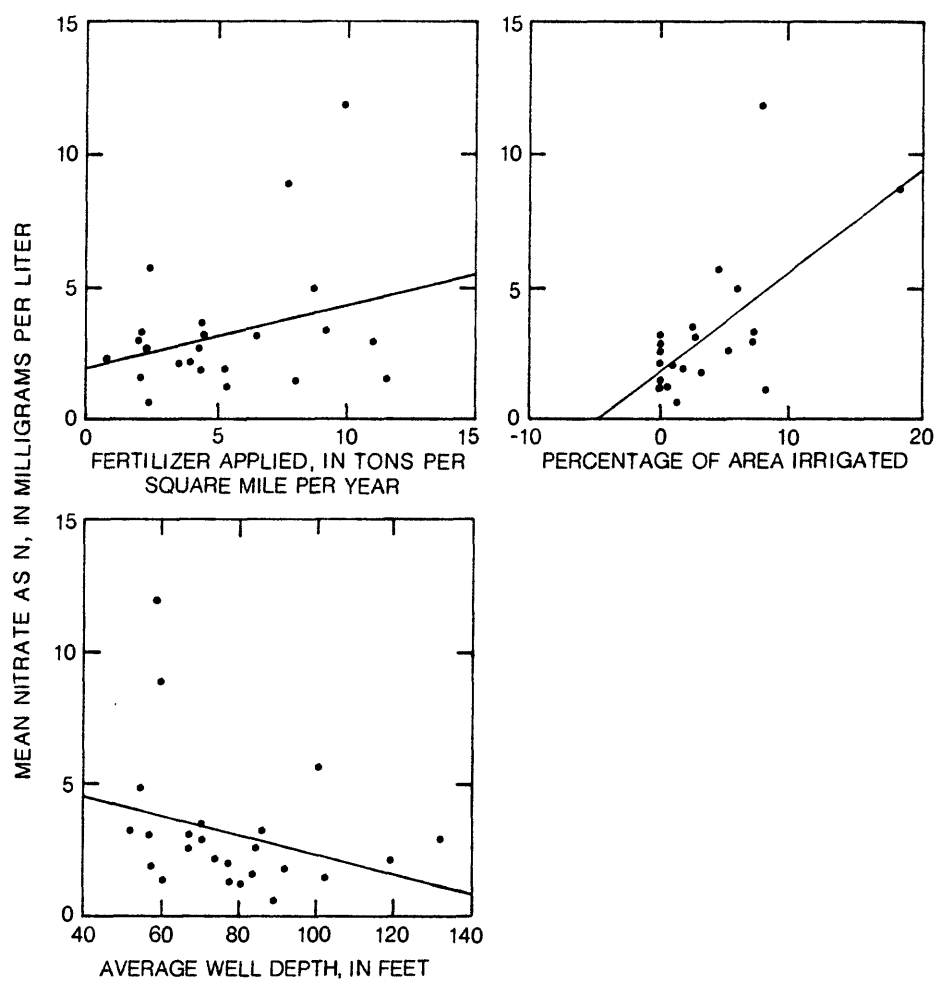 MEAN NITRATE AS N, IN MILLIGRAMS PER LITER
15
10
5
0
0 5 10 15
FERTILIZER APPLIED, IN TONS PER
SQUARE MILE PER YEAR
15
10
5
0
-10 0 10 20
PERCENTAGE OF AREA IRRIGATED
15
10
5
0
40 60 80 100 120 140
AVERAGE WELL DEPTH, IN FEET